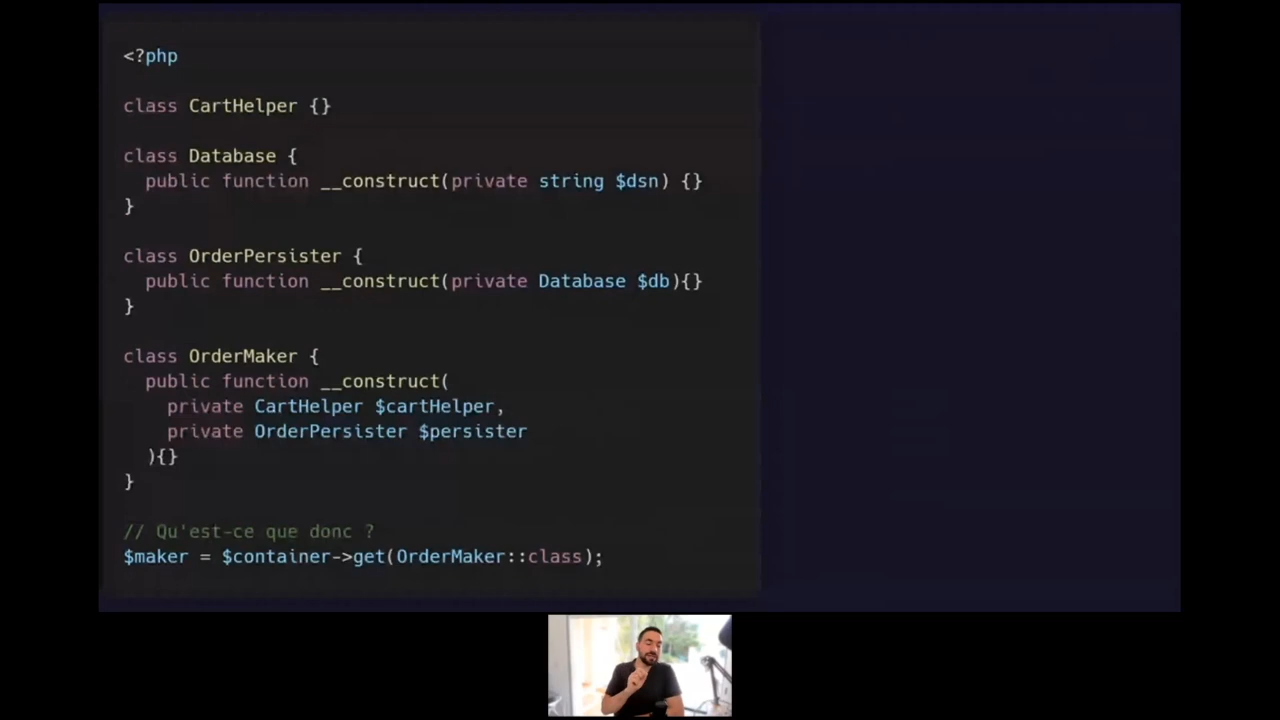 <?php
class CartHelper {}
class Database {
public function __construct(private string $dsn) {}
}
class OrderPersister {
public function __construct(private Database $db){}
}
class OrderMaker {
public function __construct(
private CartHelper $cartHelper,
private OrderPersister $persister
){}
}
// Qu'est-ce que donc ?
$maker = $container->get(OrderMaker::class);